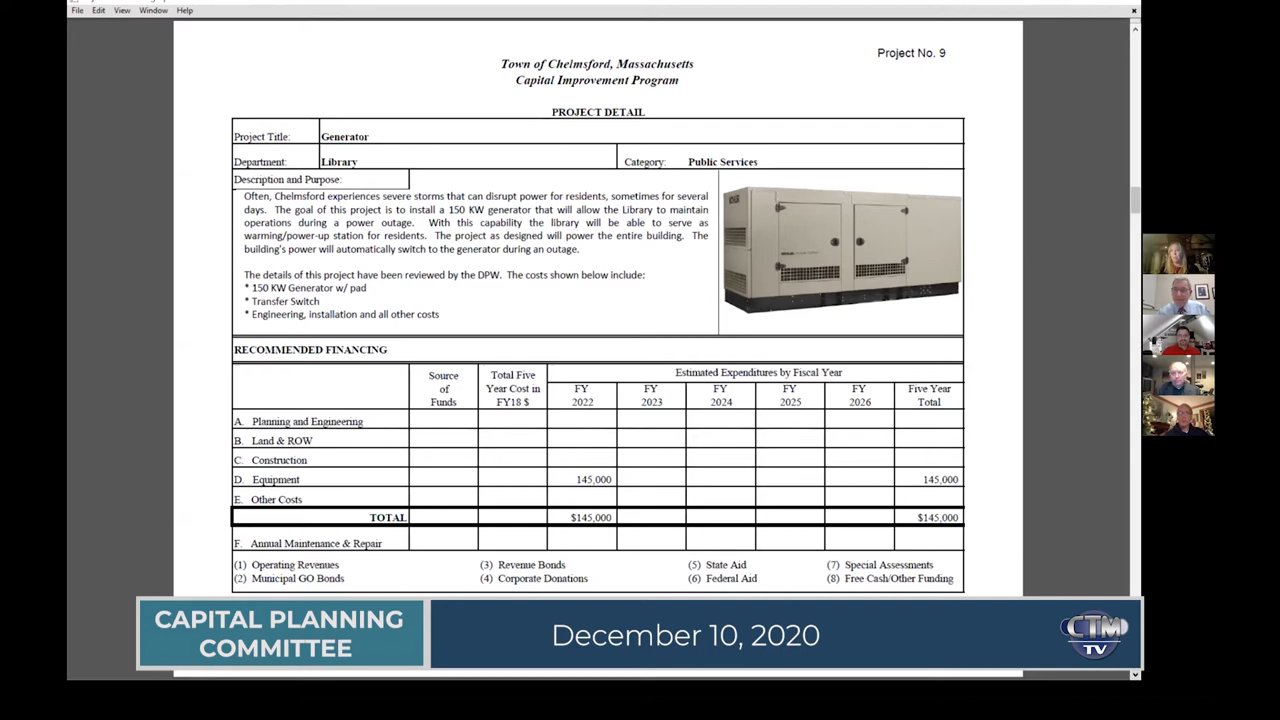 File Edit View Window Help
Project No. 9
Town of Chelmsford, Massachusetts
Capital Improvement Program
PROJECT DETAIL
Project Title: Generator
Department: Library Category: Public Services
Description and Purpose:
Often, Chelmsford experiences severe storms that can disrupt power for residents, sometimes for several
days. The goal of this project is to install a 150 KW generator that will allow the Library to maintain
operations during a power outage. With this capability the library will be able to serve as
warming/power-up station for residents. The project as designed will power the entire building. The
building's power will automatically switch to the generator during an outage.
The details of this project have been reviewed by the DPW. The costs shown below include:
* 150 KW Generator w/ pad
* Transfer Switch
* Engineering, installation and all other costs
RECOMMENDED FINANCING
Source of Funds
Total Five Year Cost in FY18 $
Estimated Expenditures by Fiscal Year
FY 2022 FY 2023 FY 2024 FY 2025 FY 2026 Five Year Total
A. Planning and Engineering
B. Land & ROW
C. Construction
D. Equipment 145,000 145,000
E. Other Costs
TOTAL $145,000 $145,000
F. Annual Maintenance & Repair
(1) Operating Revenues (3) Revenue Bonds (5) State Aid (7) Special Assessments
(2) Municipal GO Bonds (4) Corporate Donations (6) Federal Aid (8) Free Cash/Other Funding
CAPITAL PLANNING
COMMITTEE
December 10, 2020
CTM
TV